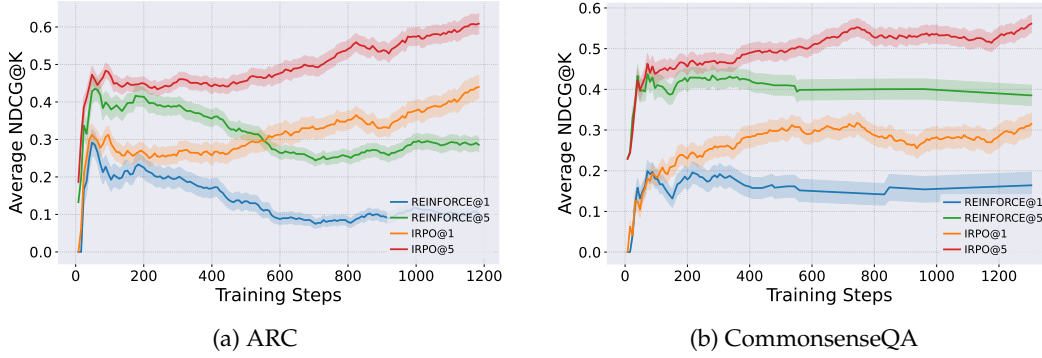 Average NDCG@K
0.6
0.5
0.4
0.3
0.2
0.1
0.0
0
200
400
600
800
1000
1200
Training Steps
REINFORCE@1
REINFORCE@5
IRPO@1
IRPO@5
(a) ARC
Average NDCG@K
0.6
0.5
0.4
0.3
0.2
0.1
0.0
0
200
400
600
800
1000
1200
Training Steps
REINFORCE@1
REINFORCE@5
IRPO@1
IRPO@5
(b) CommonsenseQA